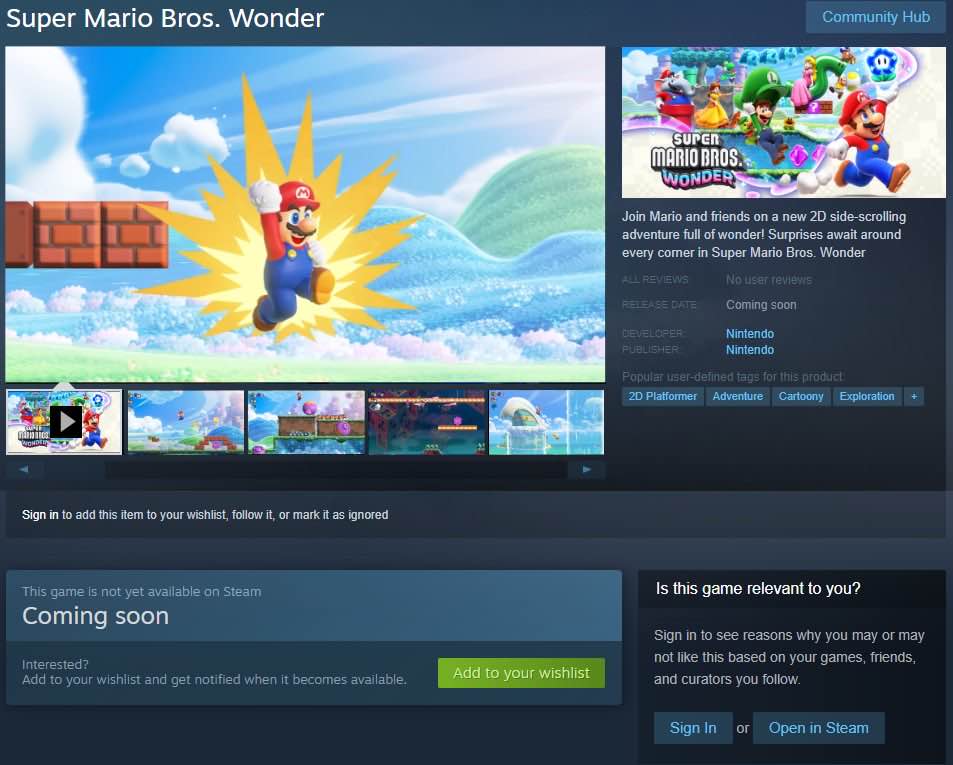 Super Mario Bros. Wonder
Community Hub
SUPER
MARIO BROS.
WONDER
Join Mario and friends on a new 2D side-scrolling
adventure full of wonder! Surprises await around
every corner in Super Mario Bros. Wonder
ALL REVIEWS: No user reviews
RELEASE DATE: Coming soon
DEVELOPER: Nintendo
PUBLISHER: Nintendo
Popular user-defined tags for this product:
2D Platformer Adventure Cartoony Exploration +
Sign in to add this item to your wishlist, follow it, or mark it as ignored
This game is not yet available on Steam
Coming soon
Interested?
Add to your wishlist and get notified when it becomes available.
Add to your wishlist
Is this game relevant to you?
Sign in to see reasons why you may or may
not like this based on your games, friends,
and curators you follow.
Sign In or Open in Steam